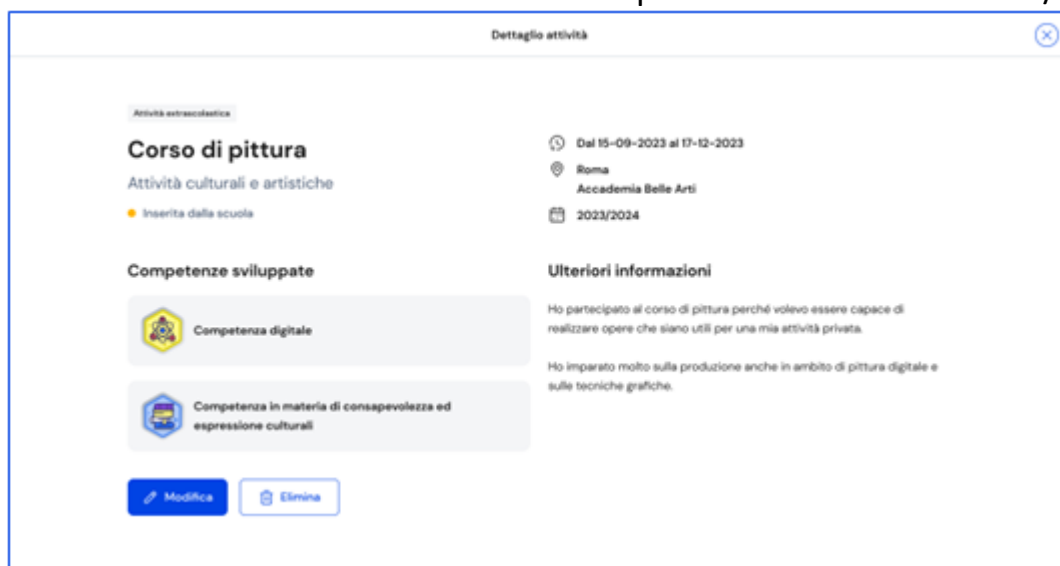 Dettaglio attività
Attività extrascolastica
Corso di pittura
Attività culturali e artistiche
Inserita dalla scuola
Dal 15-09-2023 al 17-12-2023
Roma
Accademia Belle Arti
2023/2024
Competenze sviluppate
Competenza digitale
Competenza in materia di consapevolezza ed
espressione culturali
Ulteriori informazioni
Ho partecipato al corso di pittura perché volevo essere capace di
realizzare opere che siano utili per una mia attività privata.
Ho imparato molto sulla produzione anche in ambito di pittura digitale e
sulle tecniche grafiche.
Modifica
Elimina